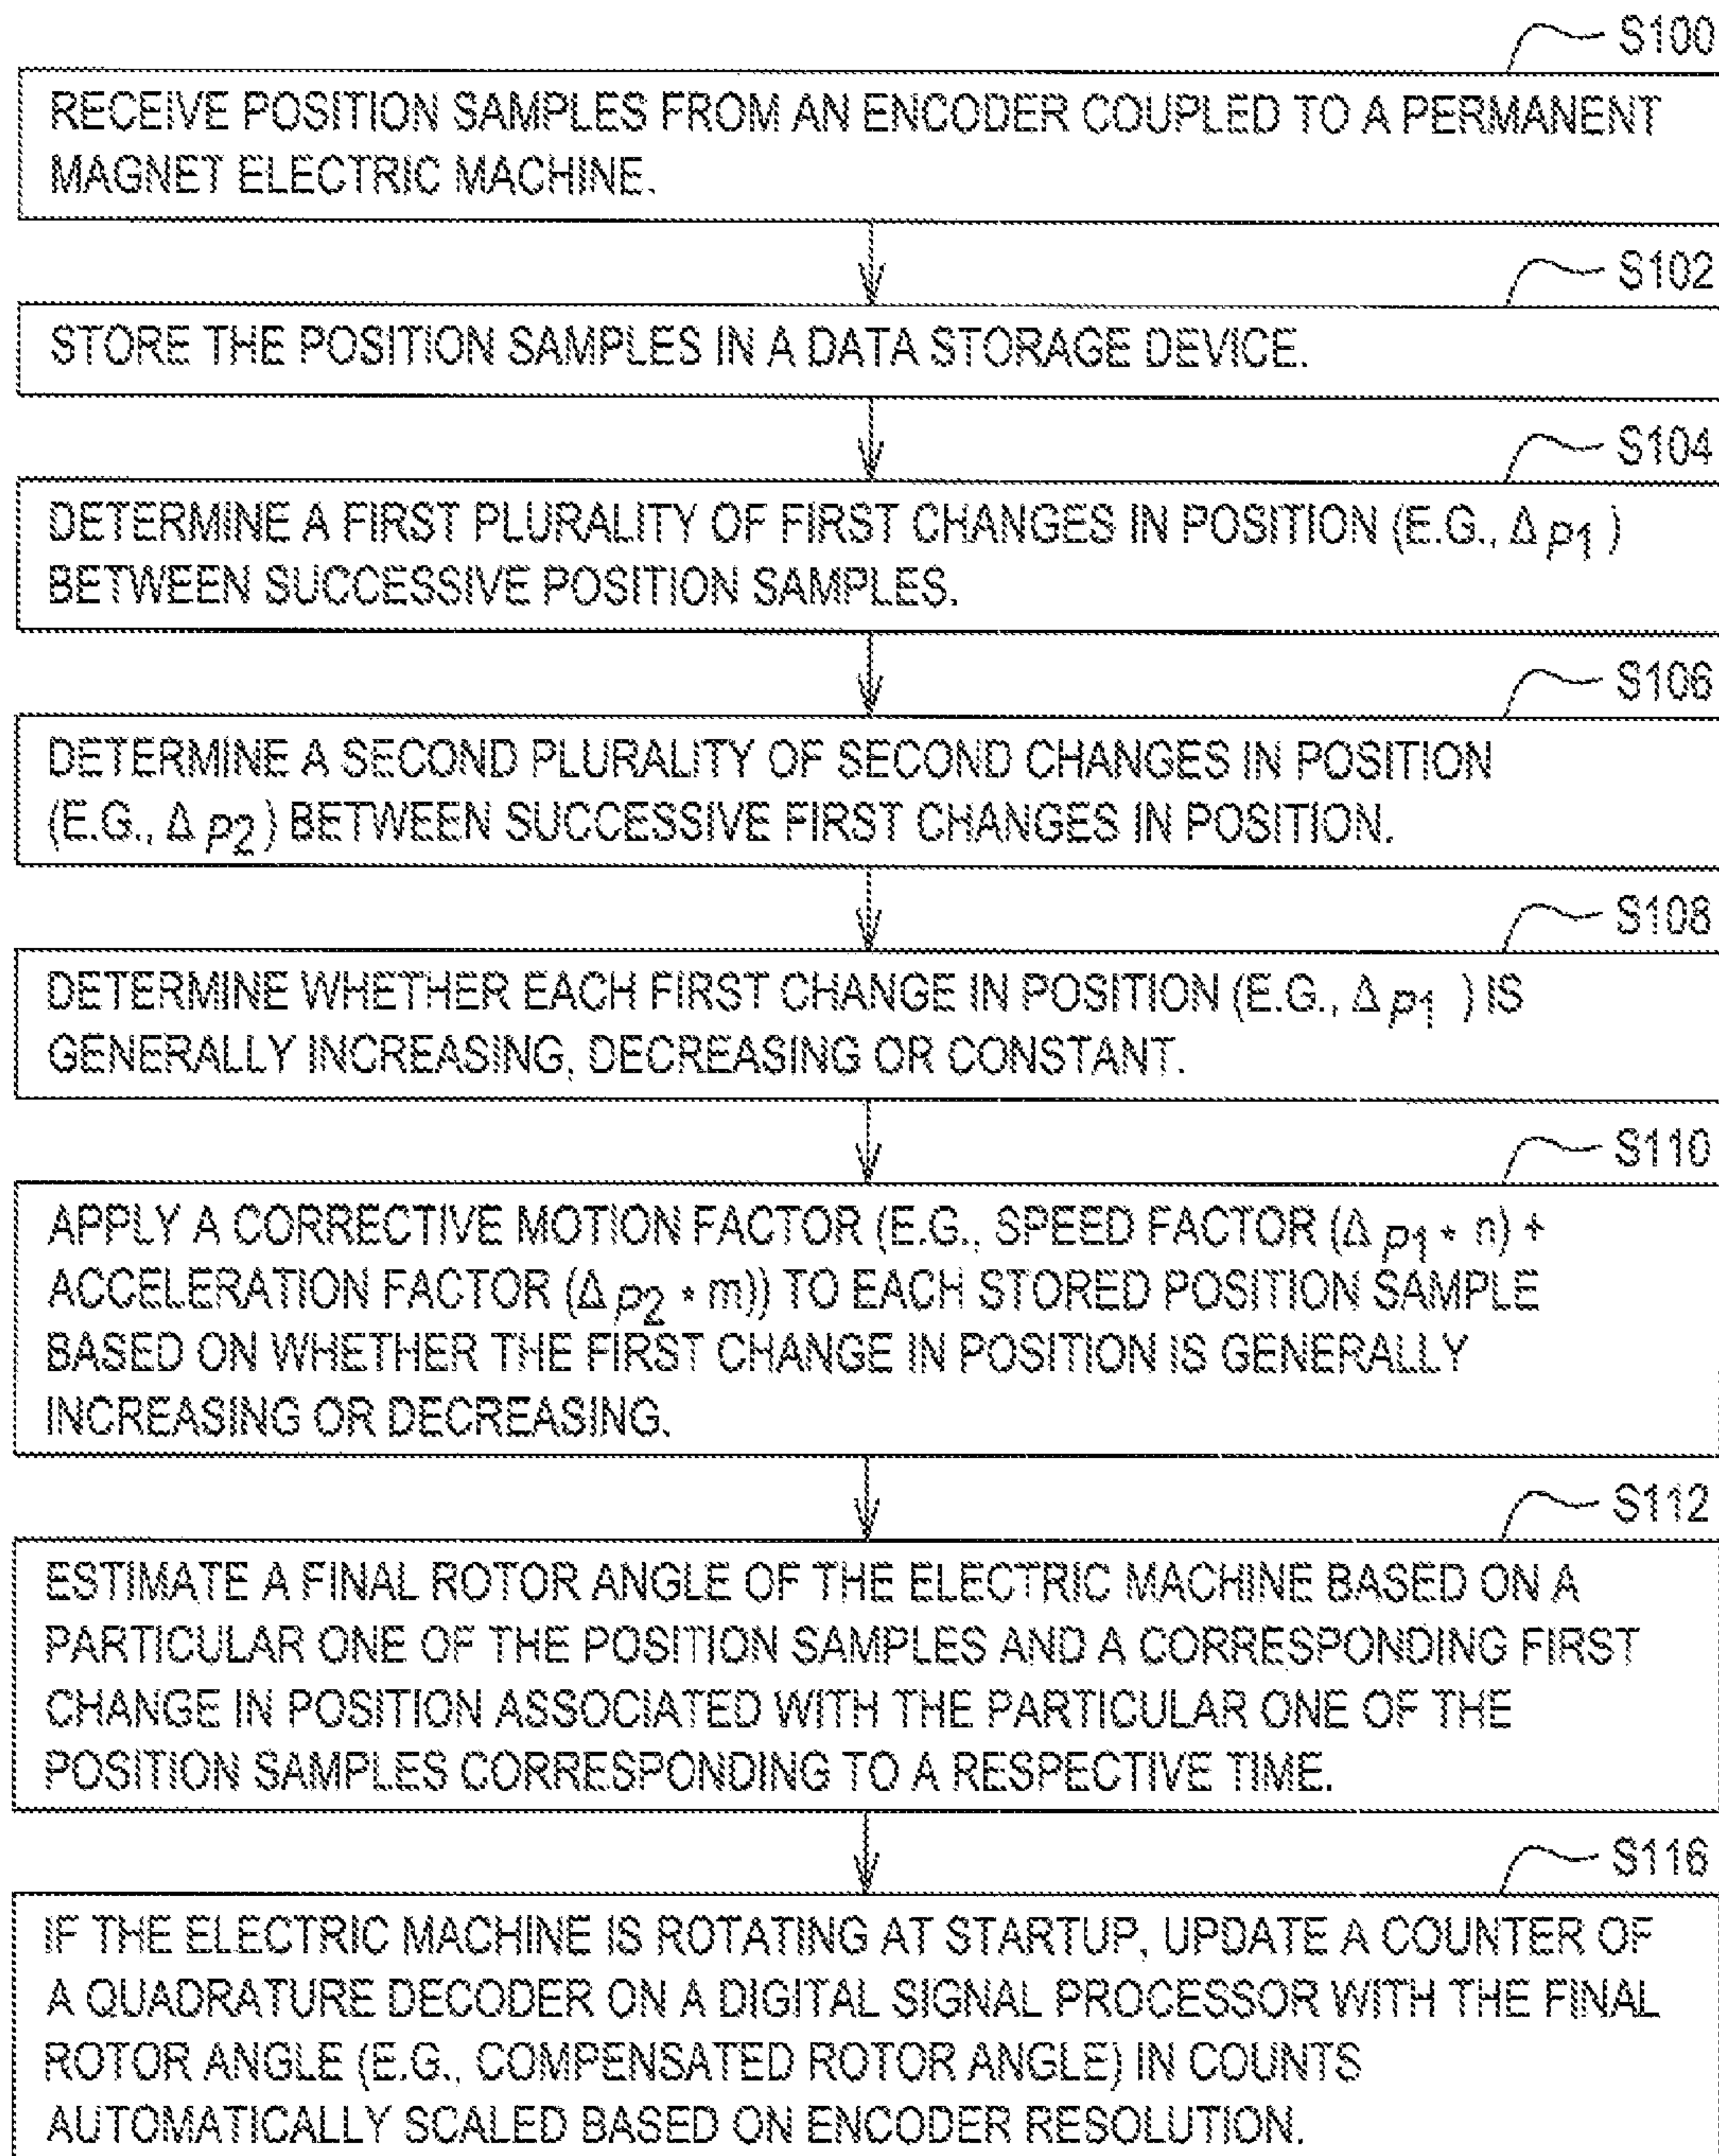 S100
RECEIVE POSITION SAMPLES FROM AN ENCODER COUPLED TO A PERMANENT
MAGNET ELECTRIC MACHINE.
S102
STORE THE POSITION SAMPLES IN A DATA STORAGE DEVICE.
S104
DETERMINE A FIRST PLURALITY OF FIRST CHANGES IN POSITION (E.G., Δ P1 )
BETWEEN SUCCESSIVE POSITION SAMPLES.
S106
DETERMINE A SECOND PLURALITY OF SECOND CHANGES IN POSITION
(E.G., Δ P2 ) BETWEEN SUCCESSIVE FIRST CHANGES IN POSITION.
S108
DETERMINE WHETHER EACH FIRST CHANGE IN POSITION (E.G., Δ P1 ) IS
GENERALLY INCREASING, DECREASING OR CONSTANT.
S110
APPLY A CORRECTIVE MOTION FACTOR (E.G., SPEED FACTOR (Δ P1 * n) +
ACCELERATION FACTOR (Δ P2 * m)) TO EACH STORED POSITION SAMPLE
BASED ON WHETHER THE FIRST CHANGE IN POSITION IS GENERALLY
INCREASING OR DECREASING.
S112
ESTIMATE A FINAL ROTOR ANGLE OF THE ELECTRIC MACHINE BASED ON A
PARTICULAR ONE OF THE POSITION SAMPLES AND A CORRESPONDING FIRST
CHANGE IN POSITION ASSOCIATED WITH THE PARTICULAR ONE OF THE
POSITION SAMPLES CORRESPONDING TO A RESPECTIVE TIME.
S116
IF THE ELECTRIC MACHINE IS ROTATING AT STARTUP, UPDATE A COUNTER OF
A QUADRATURE DECODER ON A DIGITAL SIGNAL PROCESSOR WITH THE FINAL
ROTOR ANGLE (E.G., COMPENSATED ROTOR ANGLE) IN COUNTS
AUTOMATICALLY SCALED BASED ON ENCODER RESOLUTION.